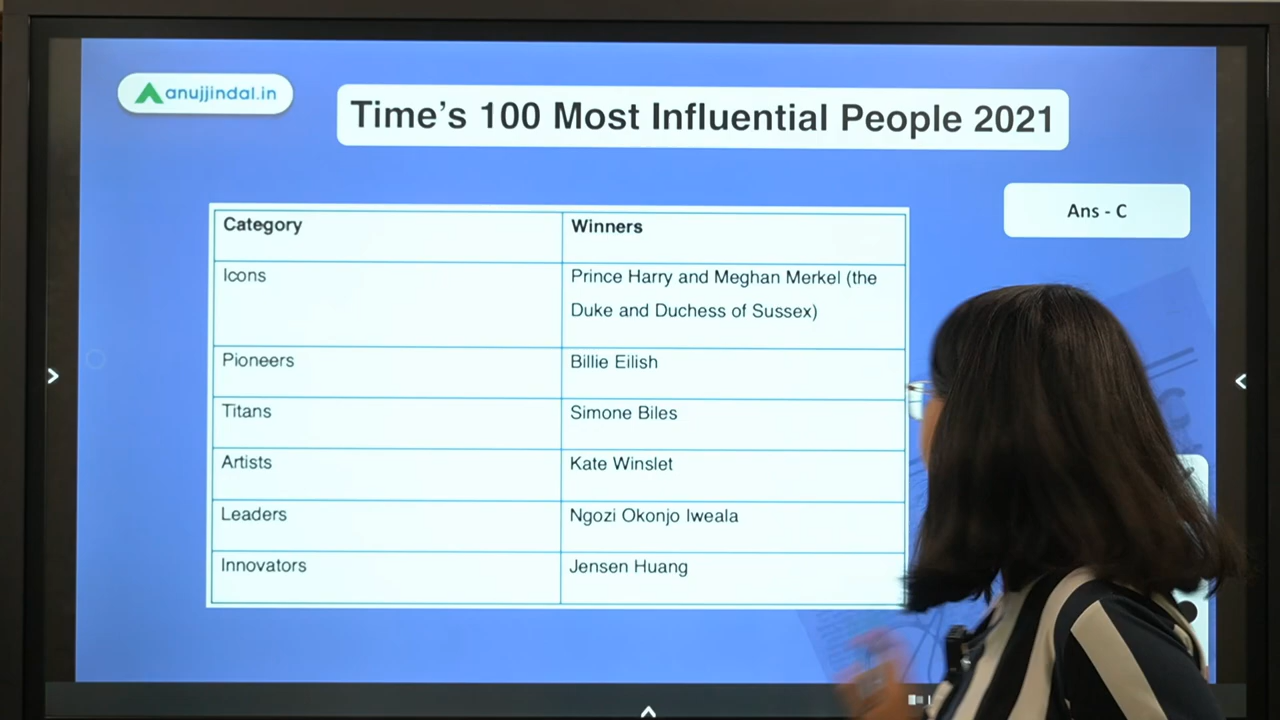 anujjindal.in
Time's 100 Most Influential People 2021
Ans - C
Category Winners
Icons Prince Harry and Meghan Merkel (the
Duke and Duchess of Sussex)
Pioneers Billie Eilish
Titans Simone Biles
Artists Kate Winslet
Leaders Ngozi Okonjo Iweala
Innovators Jensen Huang